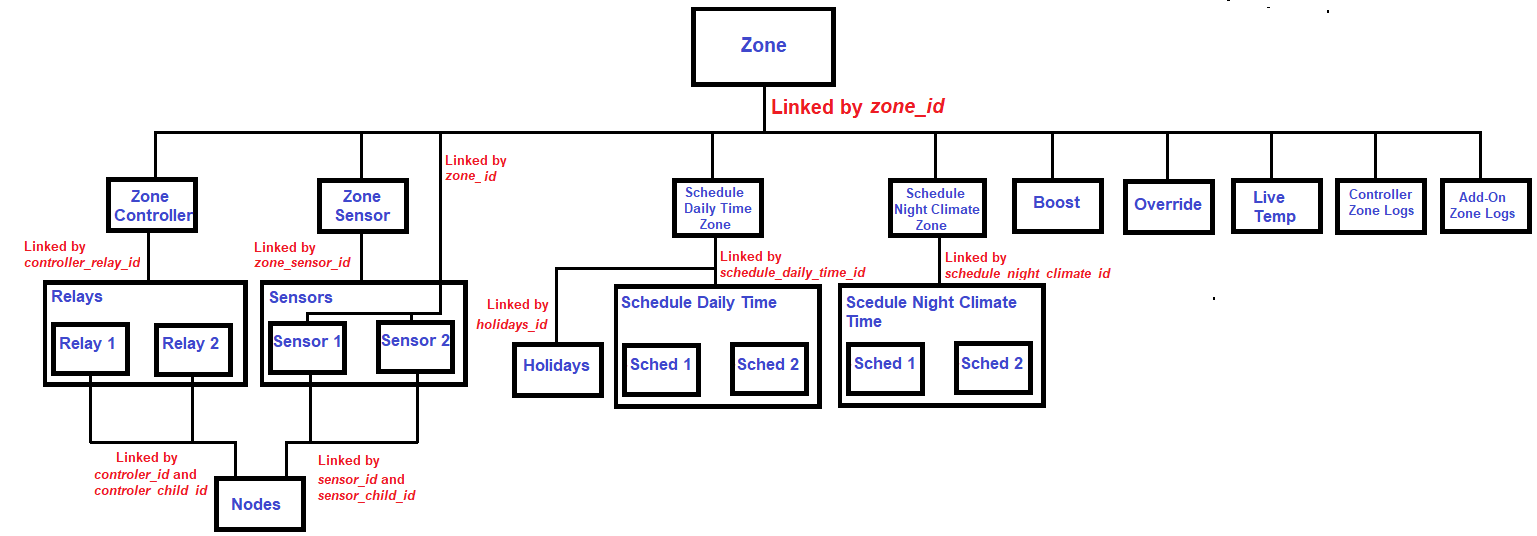 Zone
Linked by zone_id
Linked by
zone_id
Zone
Controller
Zone
Sensor
Schedule
Daily Time
Zone
Schedule
Night Climate
Zone
Boost
Override
Live
Temp
Controller
Zone Logs
Add-On
Zone Logs
Linked by
controller_relay_id
Linked by
zone_sensor_id
Linked by
schedule_daily_time_id
Linked by
schedule_night_climate_id
Relays
Relay 1
Relay 2
Sensors
Sensor 1
Sensor 2
Linked by
holidays_id
Holidays
Schedule Daily Time
Sched 1
Sched 2
Scedule Night Climate
Time
Sched 1
Sched 2
Linked by
controler_id and
controler_child_id
Linked by
sensor_id and
sensor_child_id
Nodes